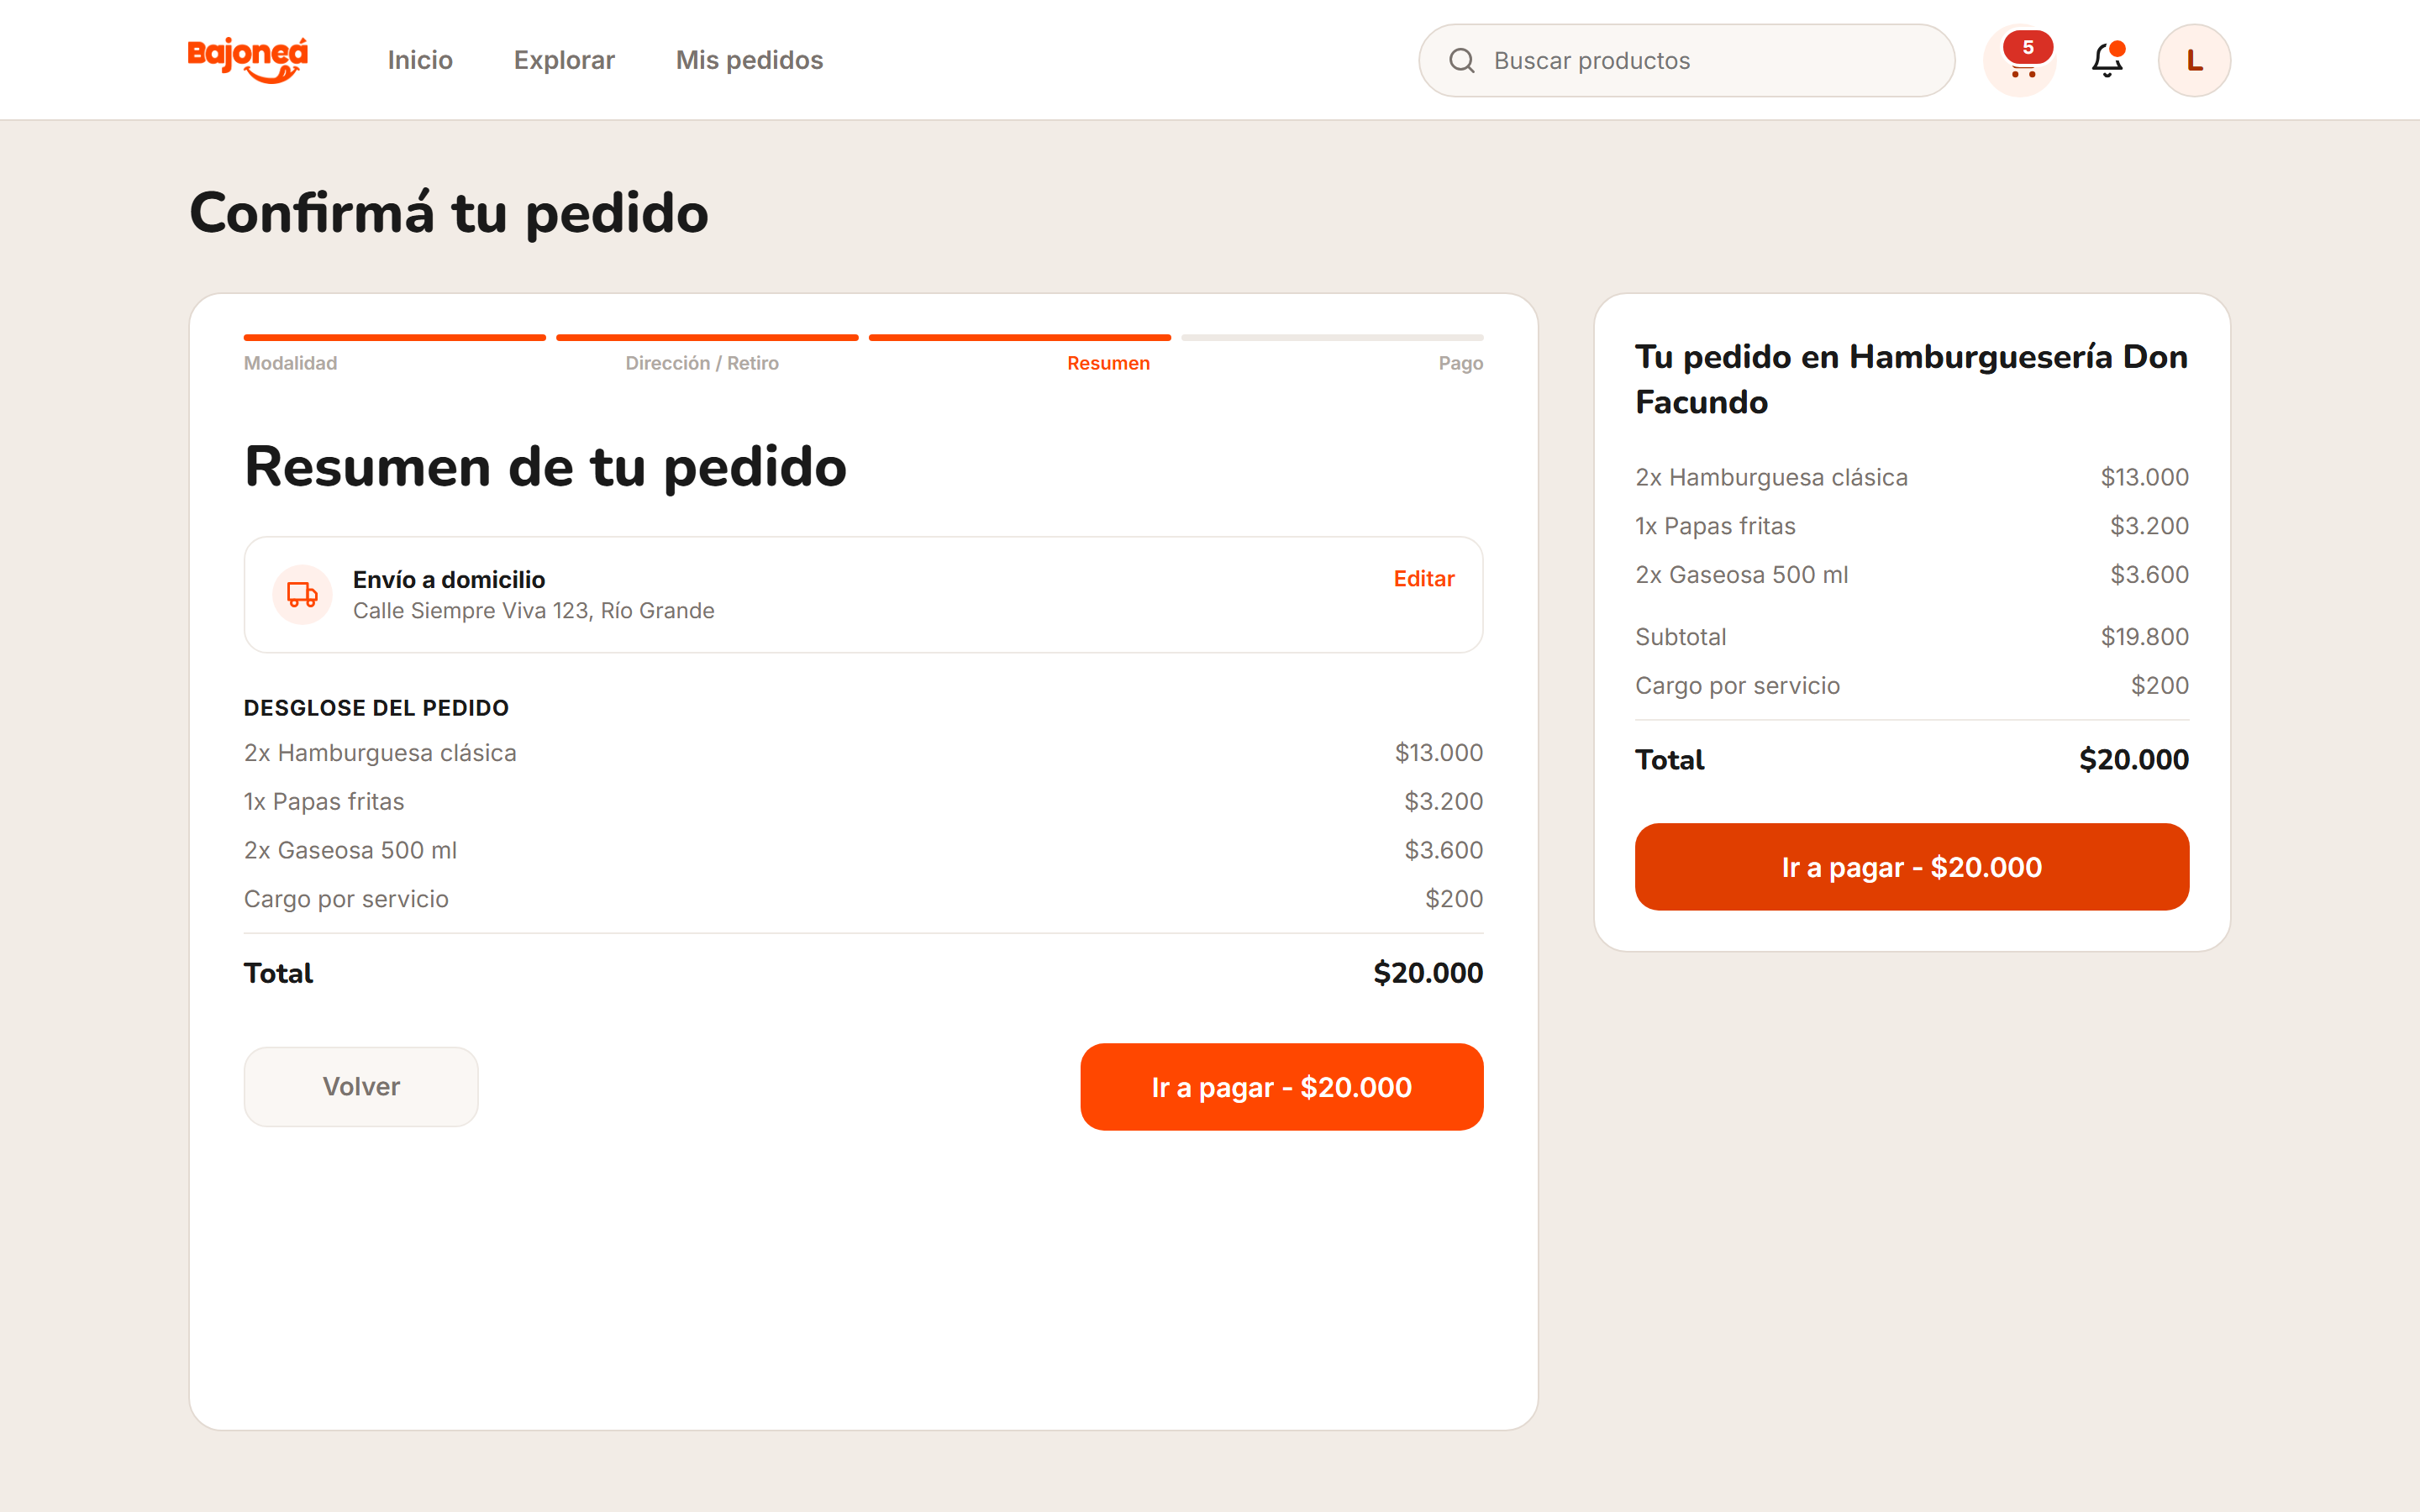 Bajoneá
Inicio
Explorar
Mis pedidos
Buscar productos
5
L
Confirmá tu pedido
Modalidad
Dirección / Retiro
Resumen
Pago
Resumen de tu pedido
Envío a domicilio
Editar
Calle Siempre Viva 123, Río Grande
DESGLOSE DEL PEDIDO
2x Hamburguesa clásica $13.000
1x Papas fritas $3.200
2x Gaseosa 500 ml $3.600
Cargo por servicio $200
Total $20.000
Volver
Ir a pagar - $20.000
Tu pedido en Hamburguesería Don
Facundo
2x Hamburguesa clásica $13.000
1x Papas fritas $3.200
2x Gaseosa 500 ml $3.600
Subtotal $19.800
Cargo por servicio $200
Total $20.000
Ir a pagar - $20.000